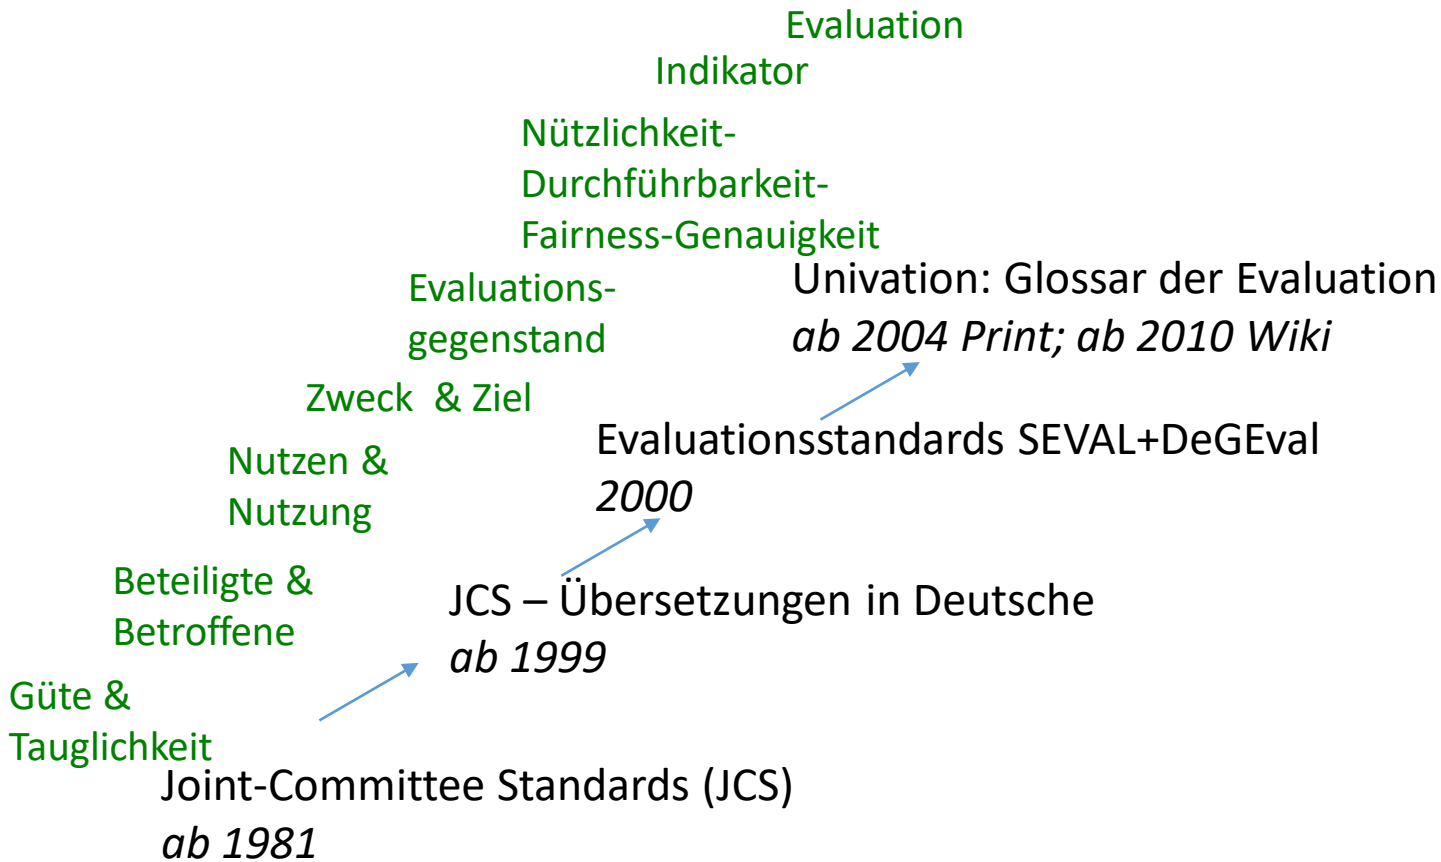 Evaluation
Indikator
Nützlichkeit-
Durchführbarkeit-
Fairness-Genauigkeit
Evaluations-
gegenstand
Univation: Glossar der Evaluation
ab 2004 Print; ab 2010 Wiki
Zweck & Ziel
Nutzen &
Nutzung
Evaluationsstandards SEVAL+DeGEval
2000
Beteiligte &
Betroffene
JCS – Übersetzungen in Deutsche
ab 1999
Güte &
Tauglichkeit
Joint-Committee Standards (JCS)
ab 1981